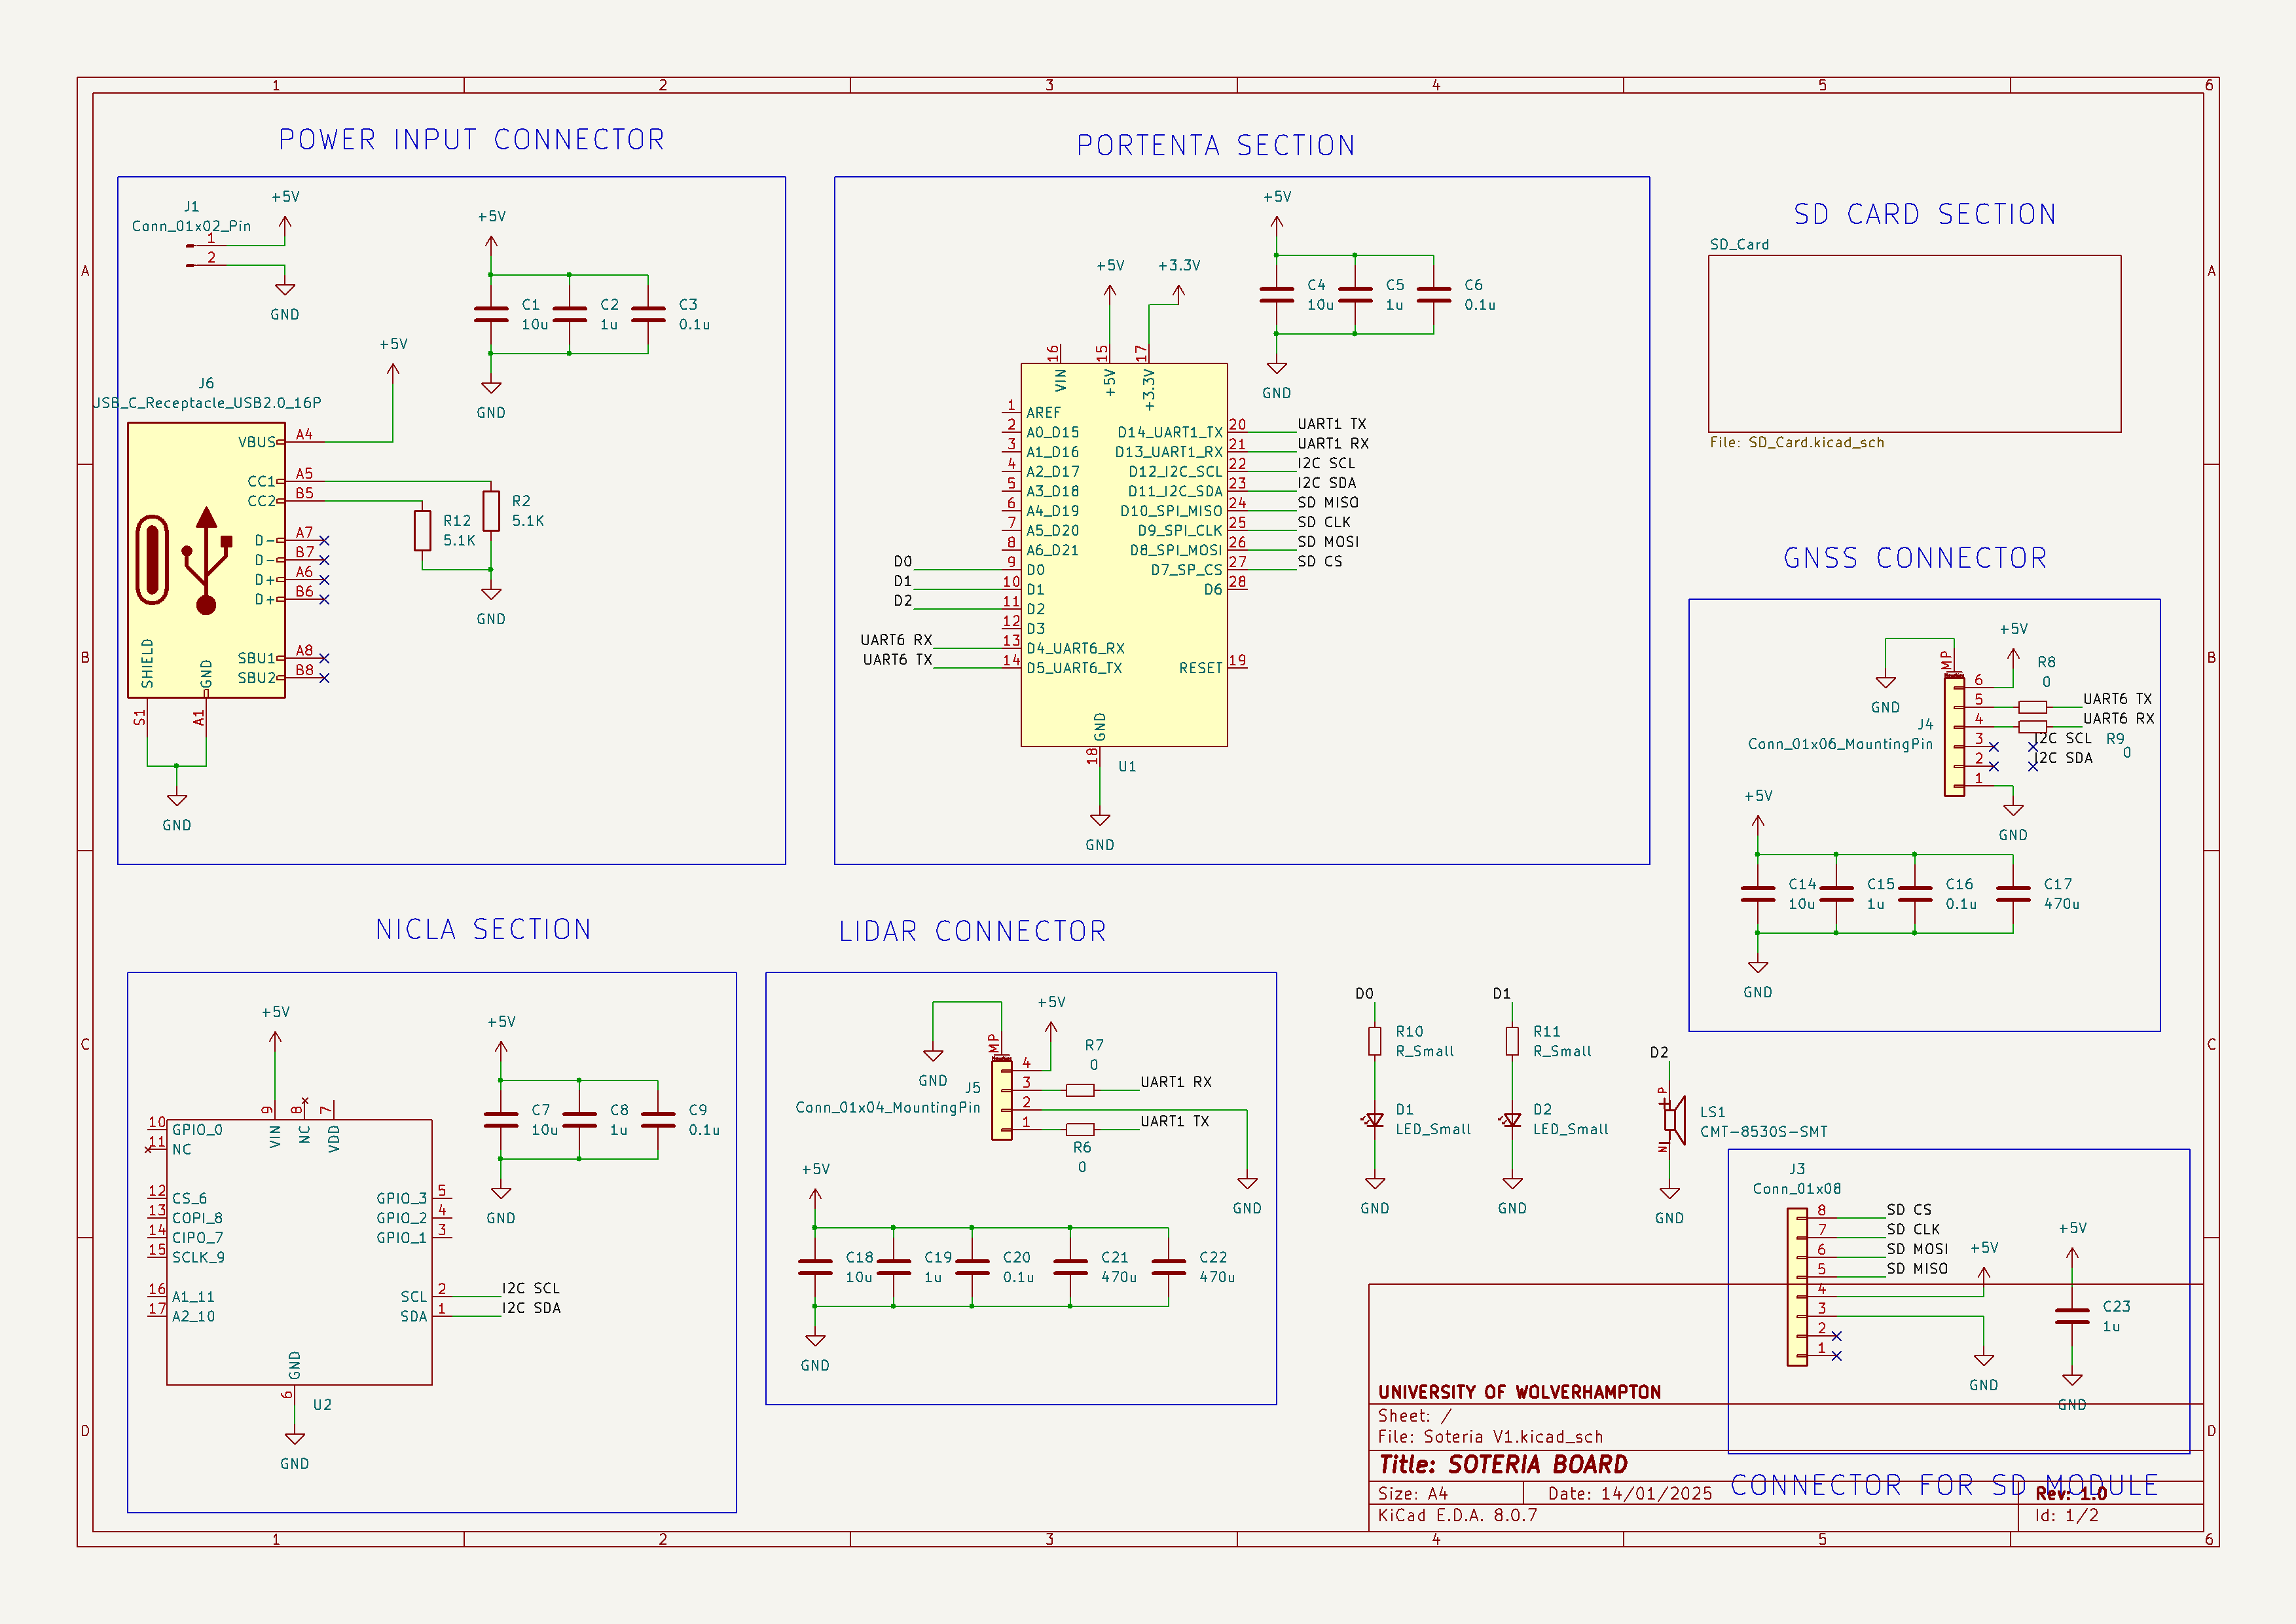 1 2 3 4 5 6
A
B
C
D
A
B
C
D
1 2 3 4 5 6
POWER INPUT CONNECTOR
J1
Conn_01x02_Pin
1
2
+5V
GND
+5V
C1
10u
C2
1u
C3
0.1u
GND
+5V
J6
USB_C_Receptacle_USB2.0_16P
VBUS A4
CC1 A5
CC2 B5
D- A7
D- B7
D+ A6
D+ B6
SBU1 A8
SBU2 B8
SHIELD
GND
S1
A1
GND
R12
5.1K
R2
5.1K
GND
PORTENTA SECTION
+5V
C4
10u
C5
1u
C6
0.1u
GND
+5V
+3.3V
16 15 17
VIN +5V +3.3V
1 AREF
2 A0_D15
3 A1_D16
4 A2_D17
5 A3_D18
6 A4_D19
7 A5_D20
8 A6_D21
D0 9 D0
D1 10 D1
D2 11 D2
12 D3
UART6 RX 13 D4_UART6_RX
UART6 TX 14 D5_UART6_TX
D14_UART1_TX 20 UART1 TX
D13_UART1_RX 21 UART1 RX
D12_I2C_SCL 22 I2C SCL
D11_I2C_SDA 23 I2C SDA
D10_SPI_MISO 24 SD MISO
D9_SPI_CLK 25 SD CLK
D8_SPI_MOSI 26 SD MOSI
D7_SP_CS 27 SD CS
D6 28
RESET 19
GND
18
U1
GND
SD CARD SECTION
SD_Card
File: SD_Card.kicad_sch
GNSS CONNECTOR
+5V
MP
GND
R8
0
6
5 UART6 TX
4 UART6 RX
3 I2C SCL
2 I2C SDA
1
R9
0
J4
Conn_01x06_MountingPin
GND
+5V
C14
10u
C15
1u
C16
0.1u
C17
470u
GND
NICLA SECTION
+5V
9 8 7
VIN NC VDD
10 GPIO_0
11 NC
12 CS_6
13 COPI_8
14 CIPO_7
15 SCLK_9
16 A1_11
17 A2_10
GPIO_3 5
GPIO_2 4
GPIO_1 3
SCL 2 I2C SCL
SDA 1 I2C SDA
GND
6
U2
GND
+5V
C7
10u
C8
1u
C9
0.1u
GND
LIDAR CONNECTOR
+5V
MP
GND
R7
0
J5
Conn_01x04_MountingPin
4
3 UART1 RX
2
1 UART1 TX
R6
0
GND
+5V
C18
10u
C19
1u
C20
0.1u
C21
470u
C22
470u
GND
D0
R10
R_Small
D1
LED_Small
GND
D1
R11
R_Small
D2
LED_Small
GND
D2
P
+
N
LS1
CMT-8530S-SMT
GND
J3
Conn_01x08
8 SD CS
7 SD CLK
6 SD MOSI
5 SD MISO
4
3
2
1
+5V
GND
+5V
C23
1u
GND
CONNECTOR FOR SD MODULE
UNIVERSITY OF WOLVERHAMPTON
Sheet: /
File: Soteria V1.kicad_sch
Title: SOTERIA BOARD
Size: A4
Date: 14/01/2025
Rev: 1.0
KiCad E.D.A. 8.0.7
Id: 1/2